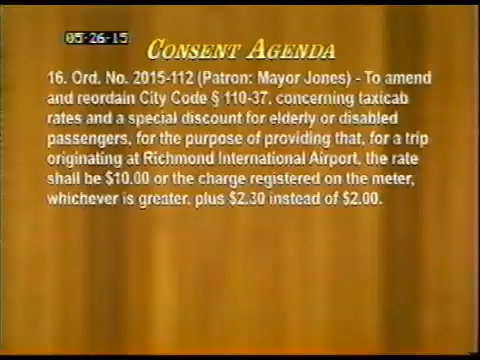 05-26-15
CONSENT AGENDA
16. Ord. No. 2015-112 (Patron: Mayor Jones) - To amend
and reordain City Code § 110-37, concerning taxicab
rates and a special discount for elderly or disabled
passengers, for the purpose of providing that, for a trip
originating at Richmond International Airport, the rate
shall be $10.00 or the charge registered on the meter,
whichever is greater, plus $2.30 instead of $2.00.